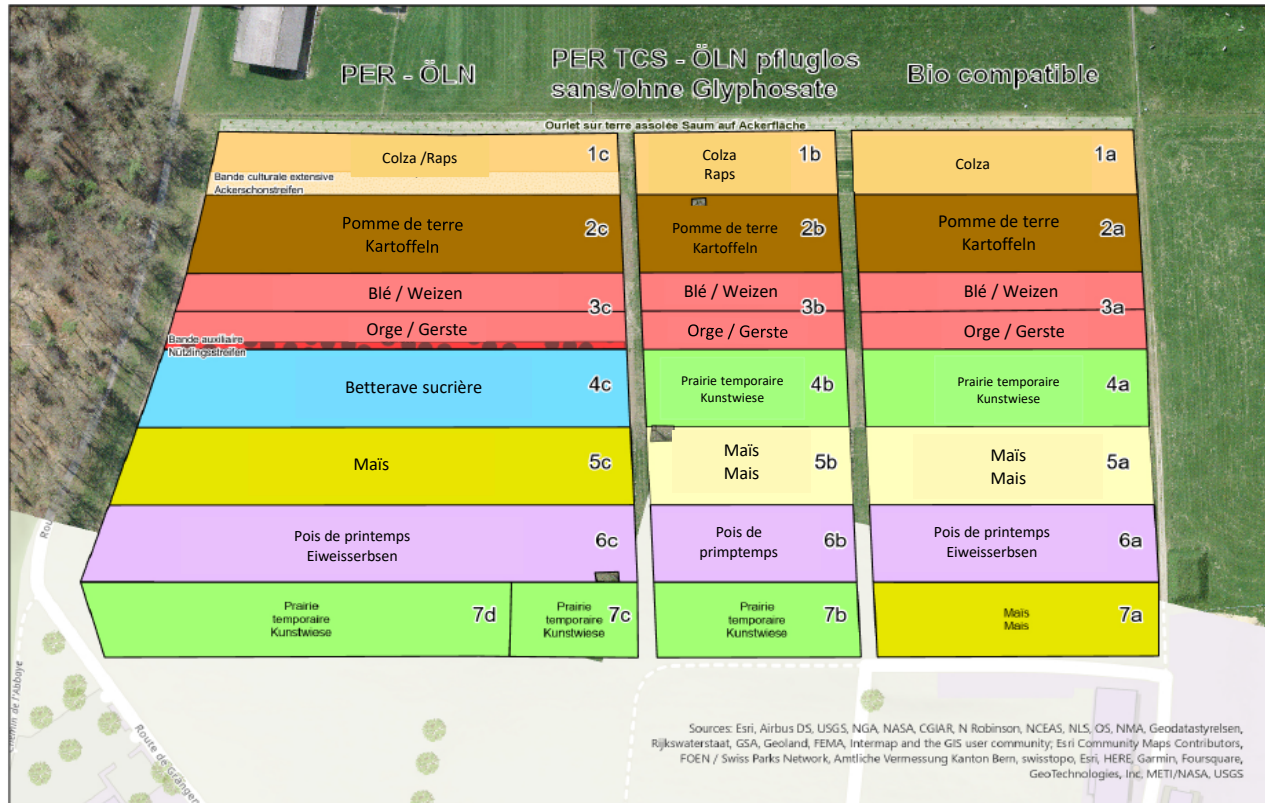 PER - ÖLN
PER TCS - ÖLN pfluglos
sans/ohne Glyphosate
Bio compatible
Ourlet sur terre assolée Saum auf Ackerfläche
Colza /Raps
1c
Bande culturale extensive
Ackerschonstreifen
Colza
Raps
1b
Colza
1a
Pomme de terre
Kartoffeln
2c
Pomme de terre
Kartoffeln
2b
Pomme de terre
Kartoffeln
2a
Blé / Weizen
3c
Orge / Gerste
Bande auxiliaire
Nützlingsstreifen
Blé / Weizen
3b
Orge / Gerste
Blé / Weizen
3a
Orge / Gerste
Betterave sucrière
4c
Prairie temporaire
Kunstwiese
4b
Prairie temporaire
Kunstwiese
4a
Maïs
5c
Maïs
Mais
5b
Maïs
Mais
5a
Pois de printemps
Eiweisserbsen
6c
Pois de
primptemps
6b
Pois de printemps
Eiweisserbsen
6a
Prairie
temporaire
Kunstwiese
7d
Prairie
temporaire
Kunstwiese
7c
Prairie
temporaire
Kunstwiese
7b
Maïs
Mais
7a
Chemin de l'Abbaye
Route de Grangen
Sources: Esri, Airbus DS, USGS, NGA, NASA, CGIAR, N Robinson, NCEAS, NLS, OS, NMA, Geodatastyrelsen,
Rijkswaterstaat, GSA, Geoland, FEMA, Intermap and the GIS user community; Esri Community Maps Contributors,
FOEN / Swiss Parks Network, Amtliche Vermessung Kanton Bern, swisstopo, Esri, HERE, Garmin, Foursquare,
GeoTechnologies, Inc, METI/NASA, USGS